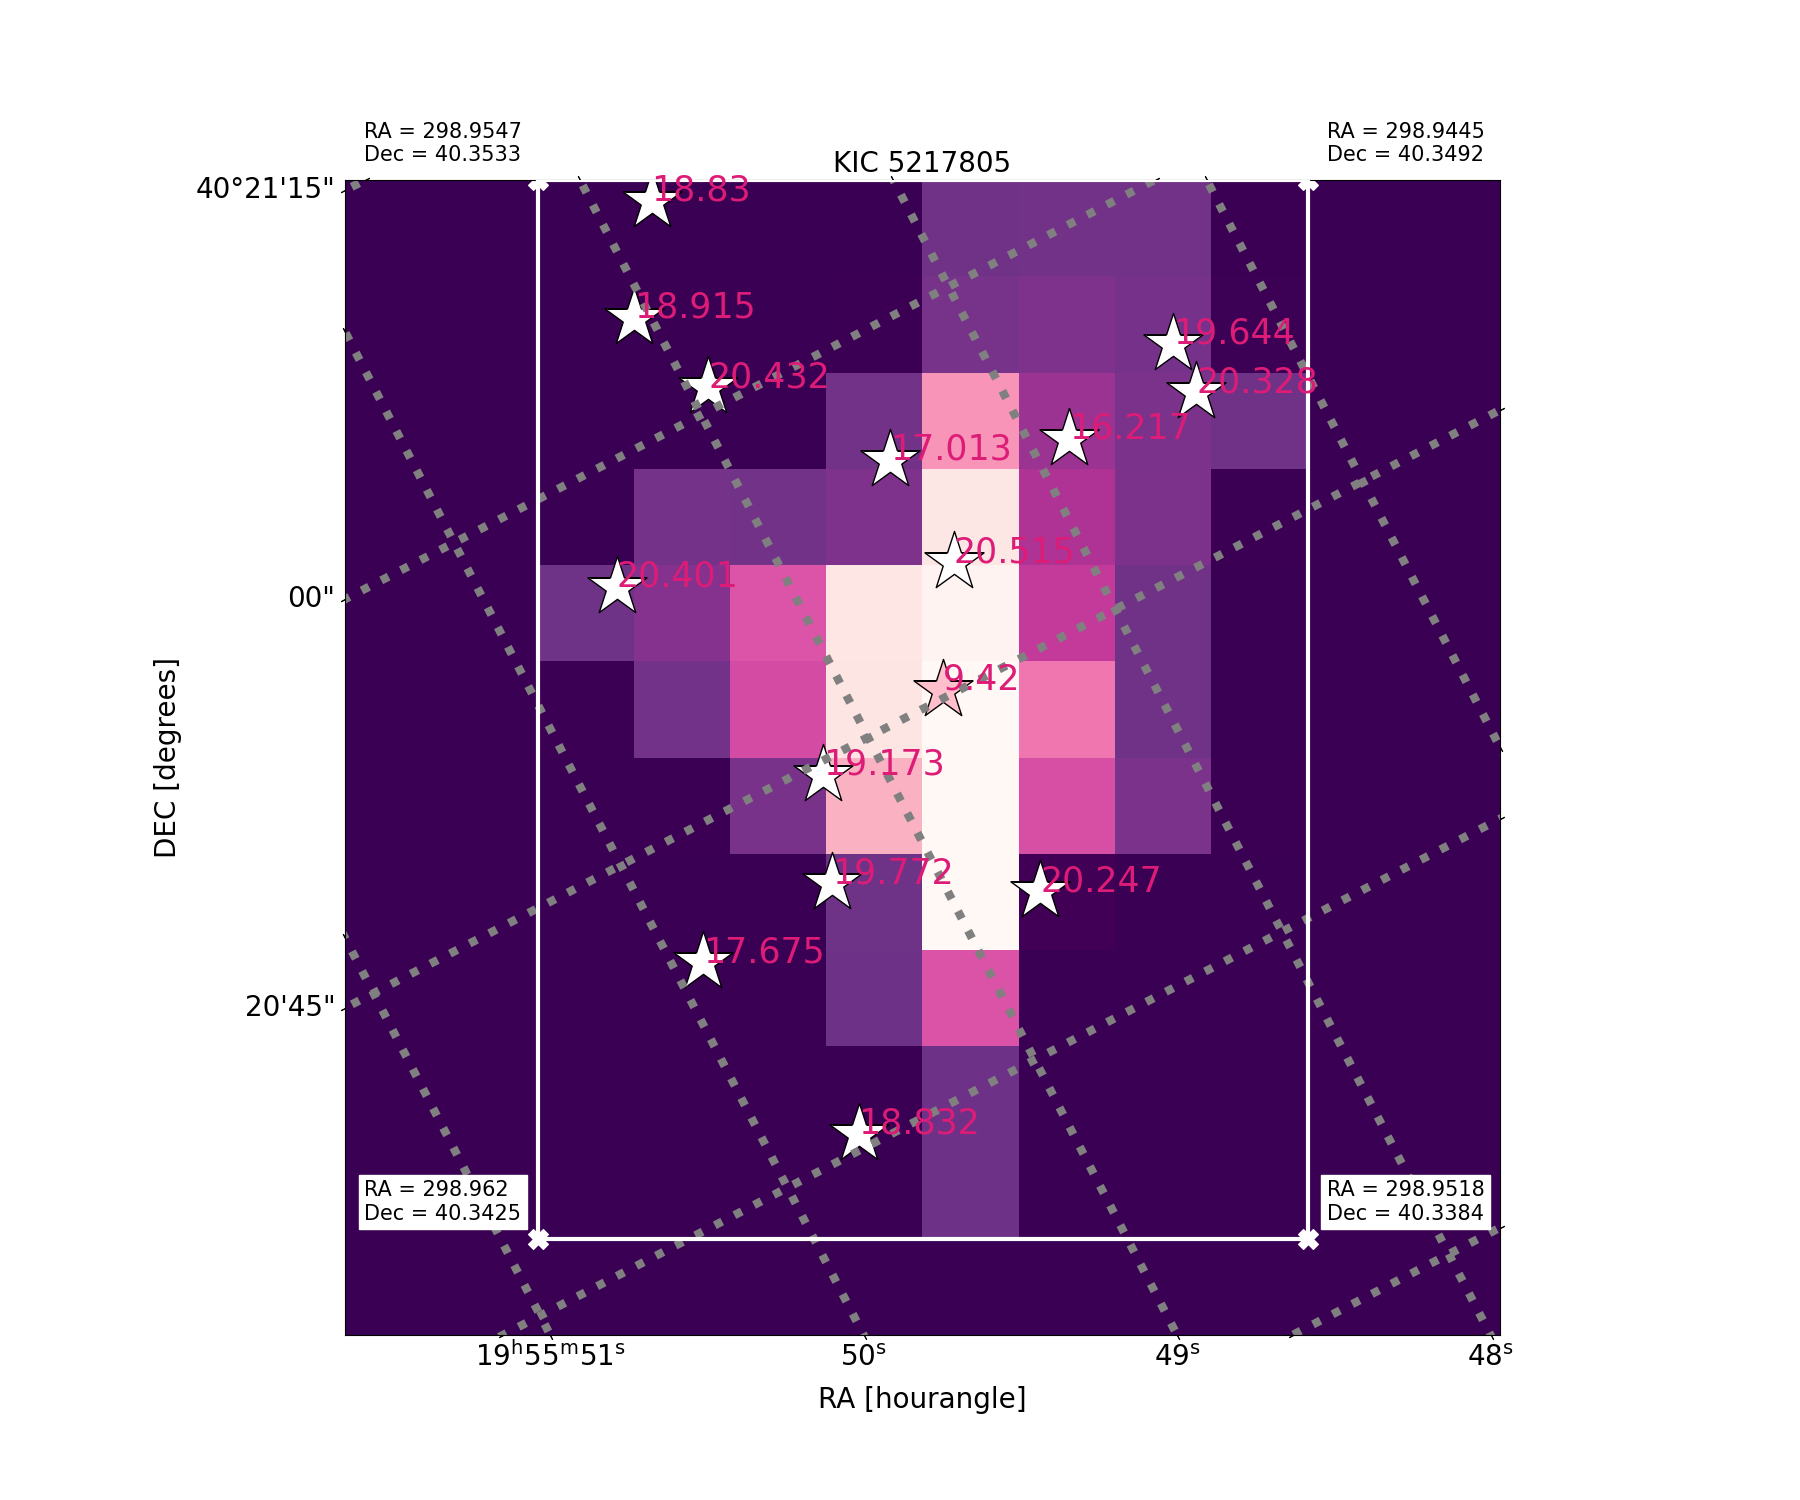 RA = 298.9547
Dec = 40.3533
RA = 298.9445
Dec = 40.3492
KIC 5217805
40°21'15"
18.83
18.915
19.644
20.432
20.328
16.217
17.013
20.515
20.401
00"
9.42
19.173
19.772
20.247
17.675
20'45"
18.832
RA = 298.962
Dec = 40.3425
RA = 298.9518
Dec = 40.3384
DEC [degrees]
19ʰ55ᵐ51ˢ
50ˢ
49ˢ
48ˢ
RA [hourangle]